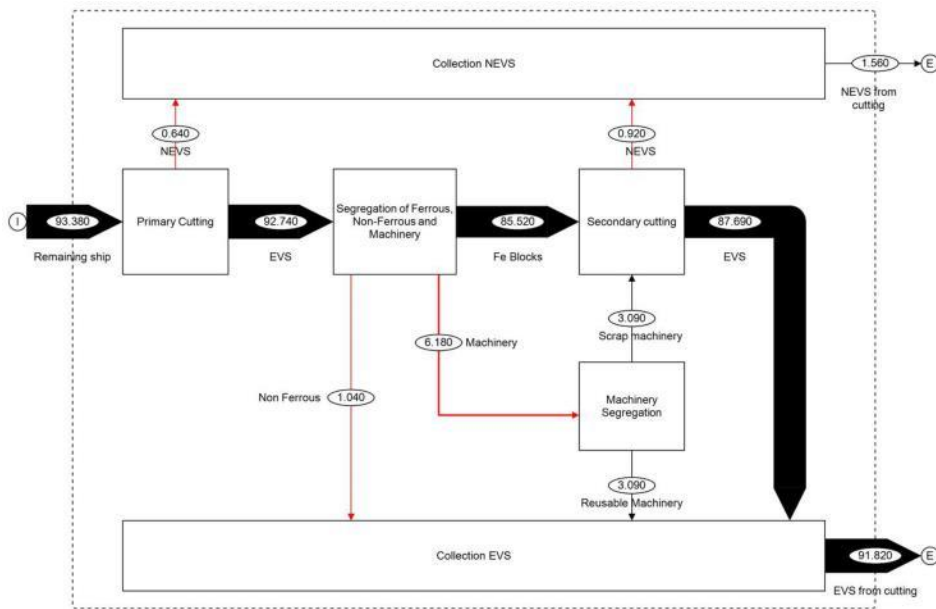 Collection NEVS
1.560
E
NEVS from
cutting
0.640
NEVS
0.920
NEVS
I
93.380
Remaining ship
Primary Cutting
92.740
EVS
Segregation of Ferrous,
Non-Ferrous and
Machinery
85.520
Fe Blocks
Secondary cutting
87.690
EVS
3.090
Scrap machinery
6.180
Machinery
Non Ferrous
1.040
Machinery
Segregation
3.090
Reusable Machinery
Collection EVS
91.820
E
EVS from cutting